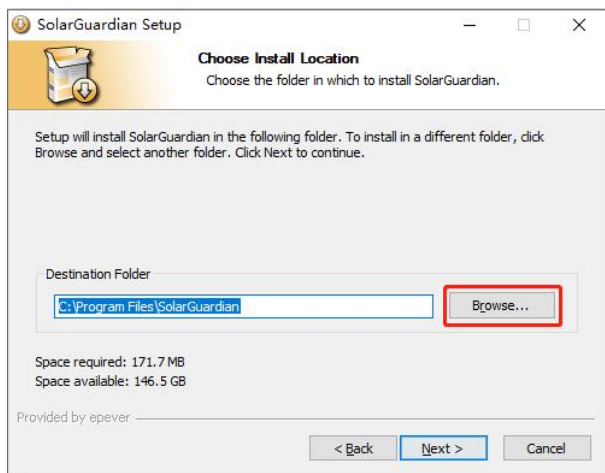 SolarGuardian Setup
Choose Install Location
Choose the folder in which to install SolarGuardian.
Setup will install SolarGuardian in the following folder. To install in a different folder, click
Browse and select another folder. Click Next to continue.
Destination Folder
C:\Program Files\SolarGuardian
Browse...
Space required: 171.7 MB
Space available: 146.5 GB
Provided by epever
< Back
Next >
Cancel